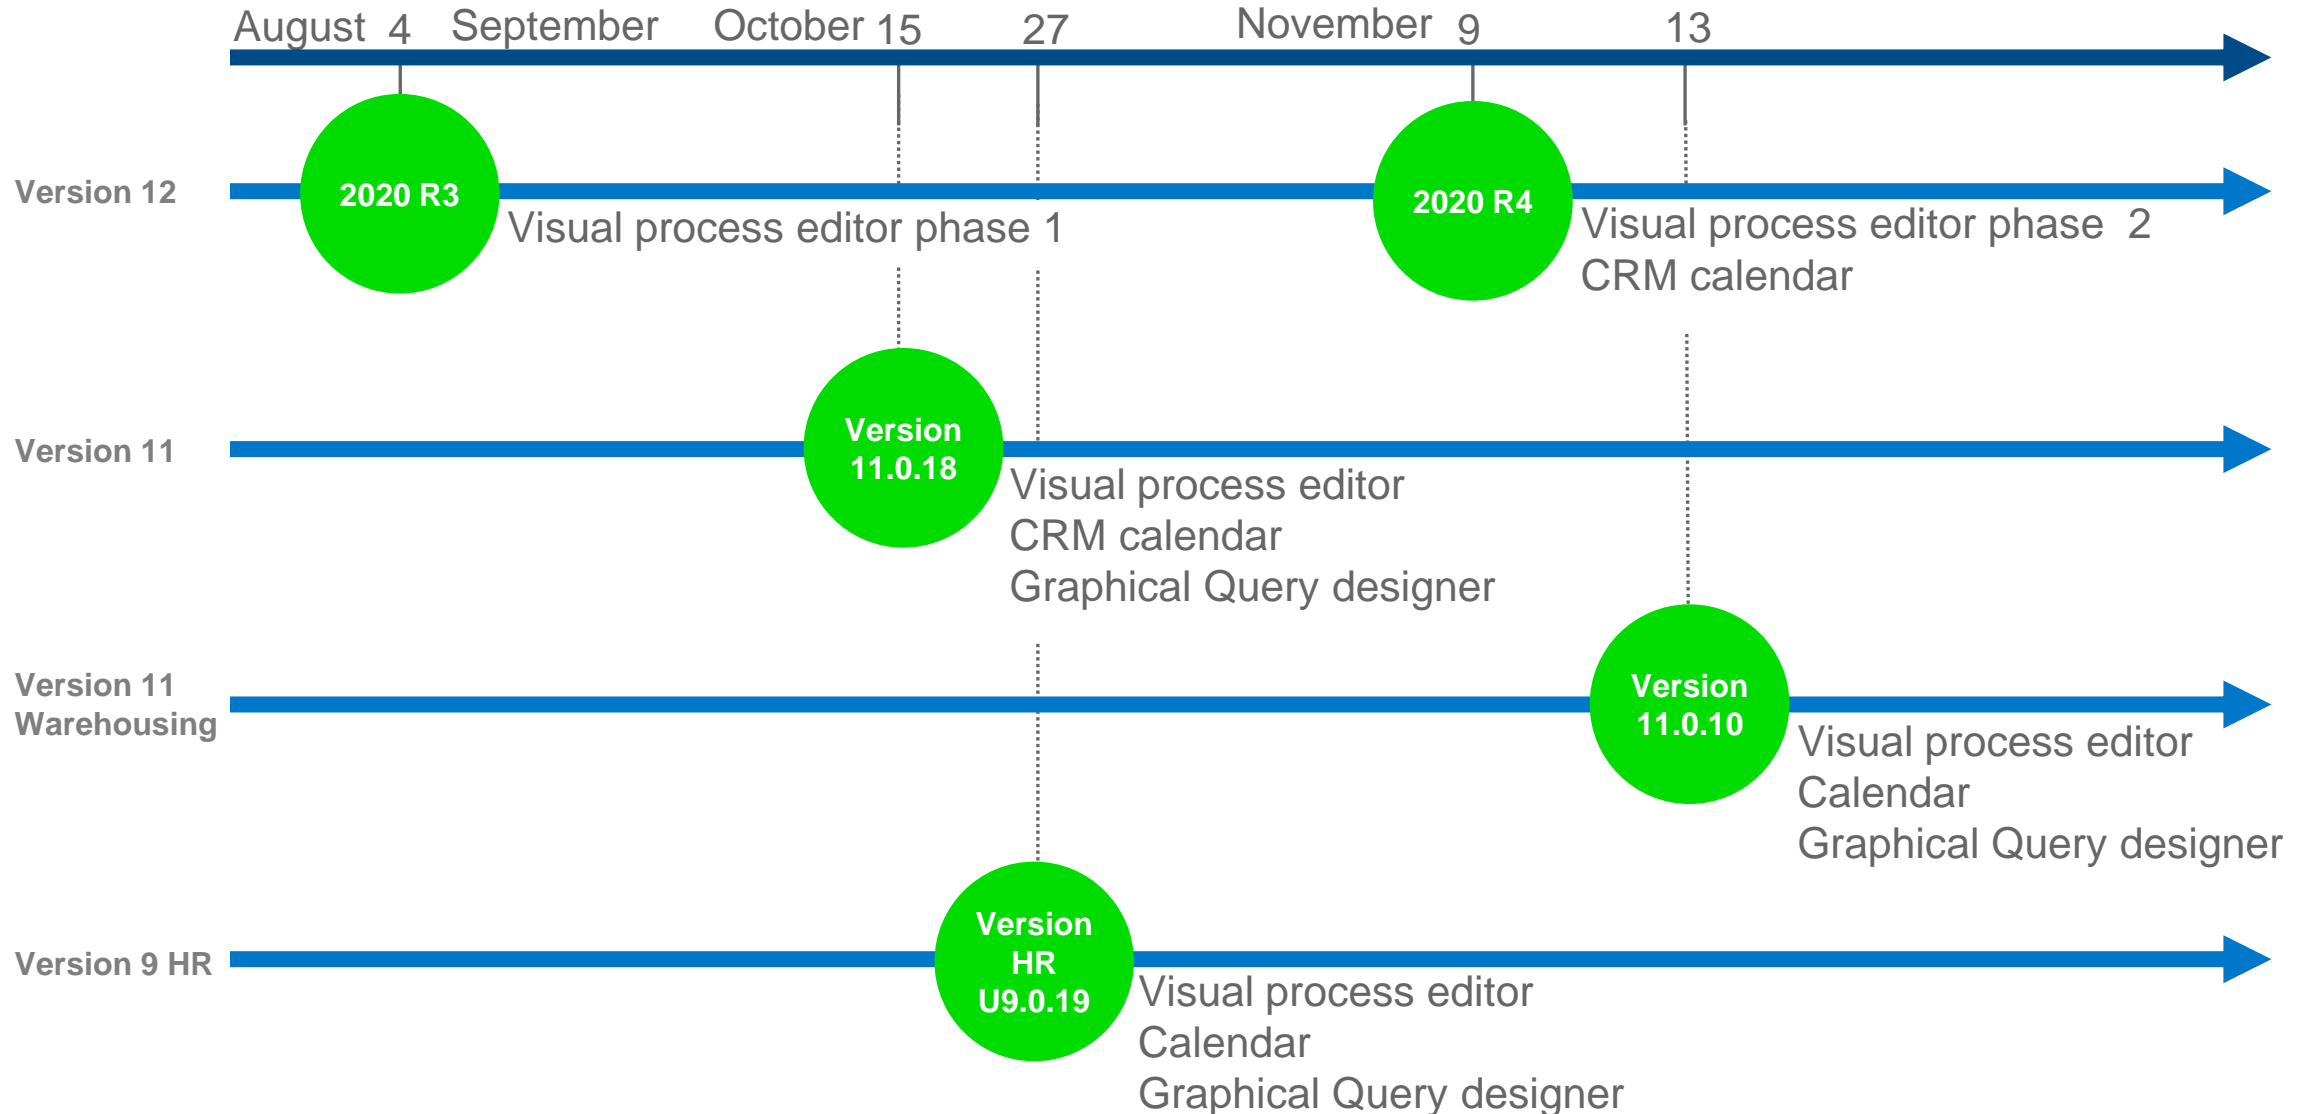 August 4 September October 15 27 November 9 13
Version 12
2020 R3
Visual process editor phase 1
2020 R4
Visual process editor phase 2
CRM calendar
Version 11
Version
11.0.18
Visual process editor
CRM calendar
Graphical Query designer
Version 11
Warehousing
Version
11.0.10
Visual process editor
Calendar
Graphical Query designer
Version 9 HR
Version
HR
U9.0.19
Visual process editor
Calendar
Graphical Query designer